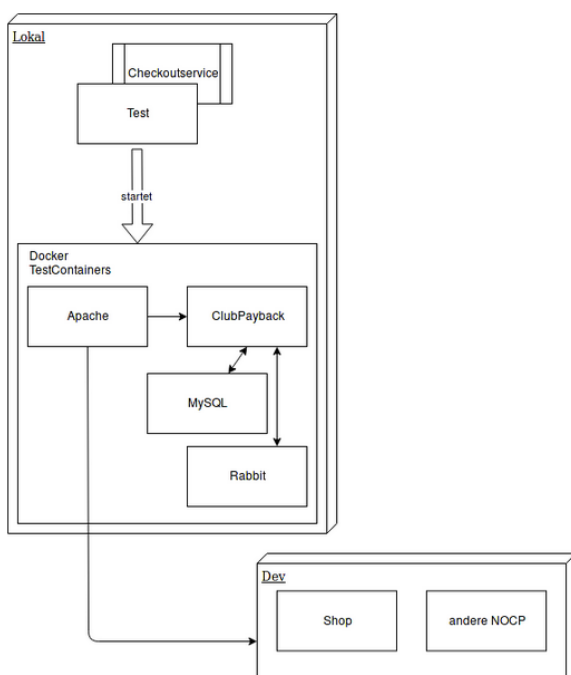 Lokal
Checkoutservice
Test
startet
Docker
TestContainers
Apache
ClubPayback
MySQL
Rabbit
Dev
Shop
andere NOCP